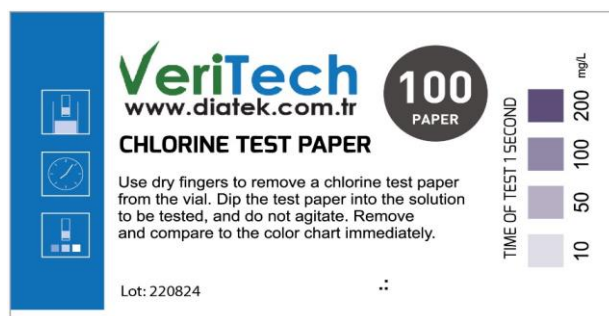 VeriTech
www.diatek.com.tr
100
PAPER
CHLORINE TEST PAPER
Use dry fingers to remove a chlorine test paper
from the vial. Dip the test paper into the solution
to be tested, and do not agitate. Remove
and compare to the color chart immediately.
Lot: 220824
.:
TIME OF TEST 1 SECOND
mg/L
200
100
50
10